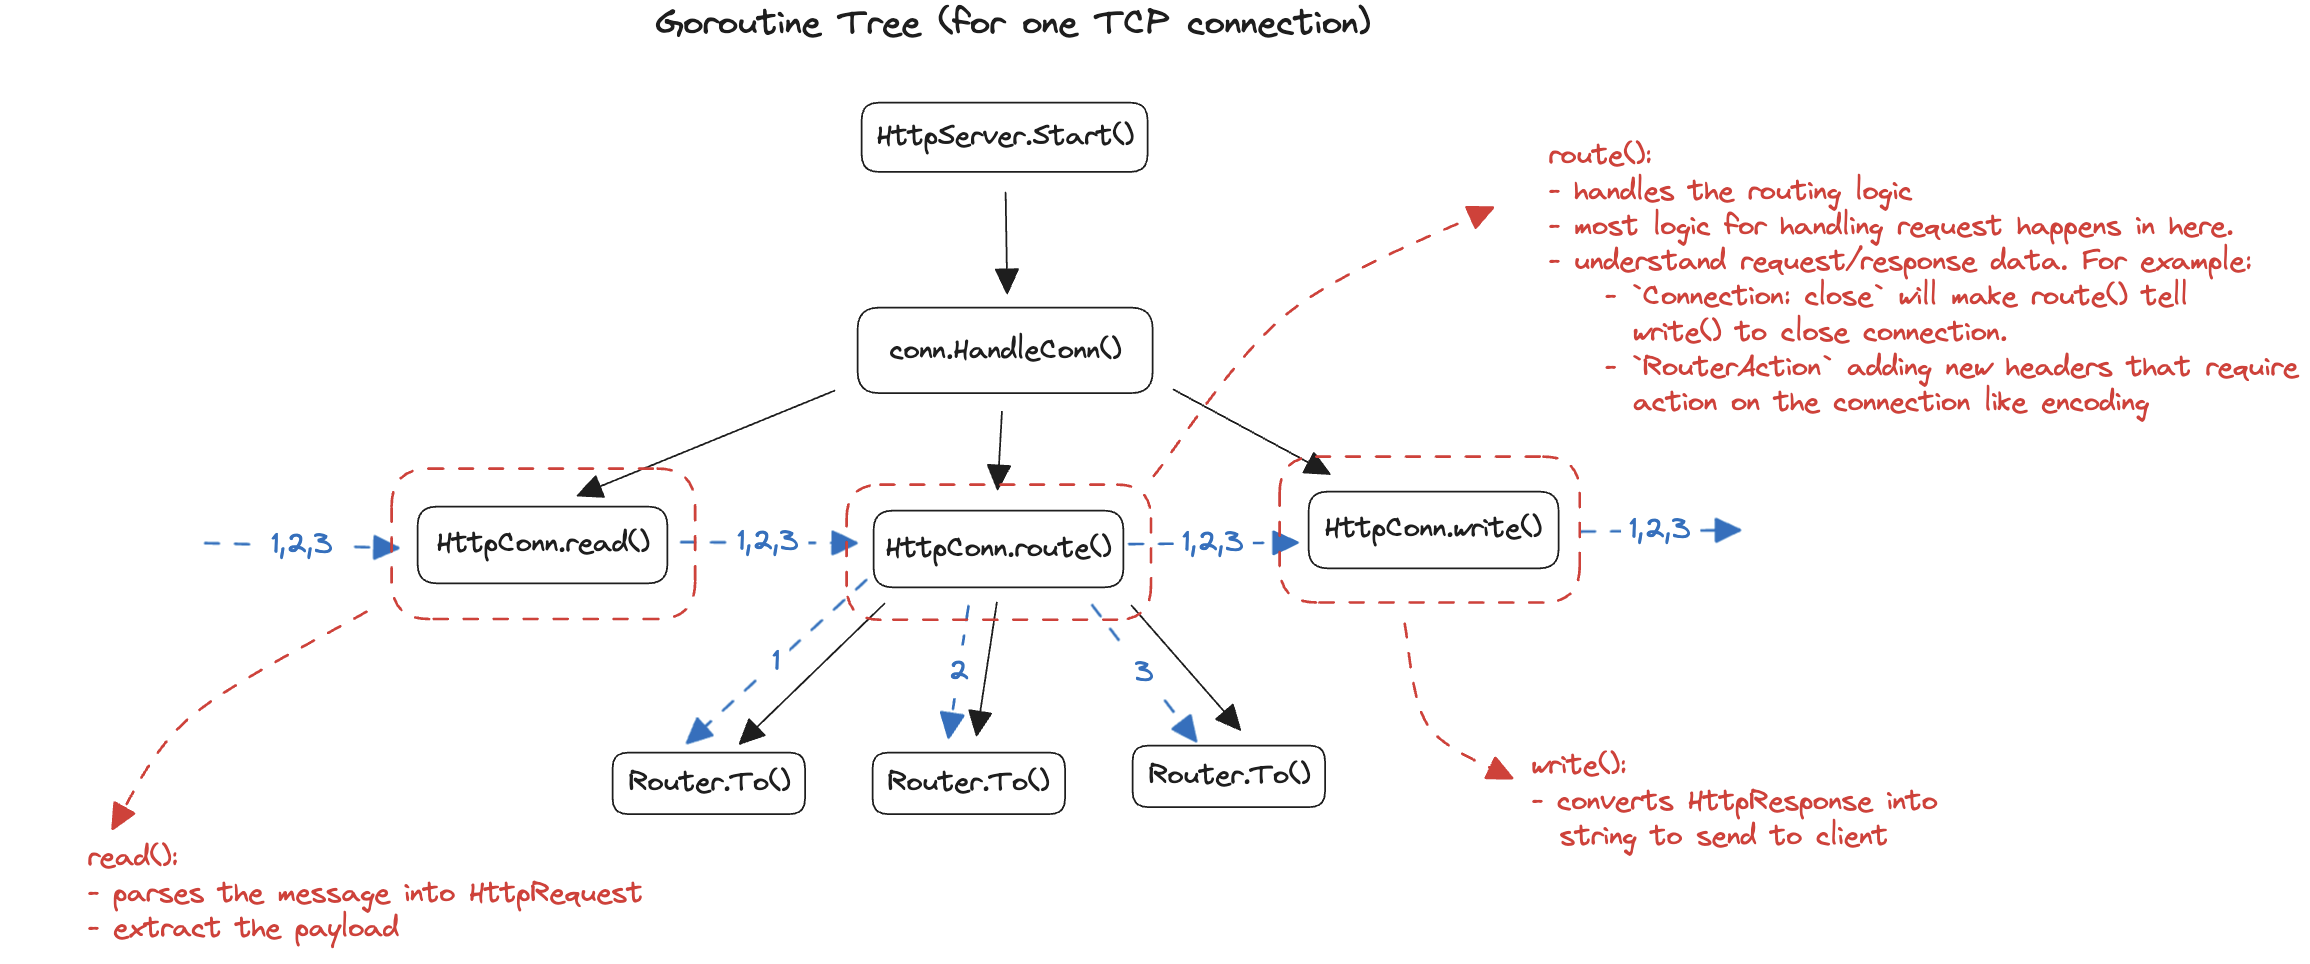 Goroutine Tree (for one TCP connection)
HttpServer.Start()
route():
- handles the routing logic
- most logic for handling request happens in here.
- understand request/response data. For example:
- `Connection: close` will make route() tell
write() to close connection.
- `RouterAction` adding new headers that require
action on the connection like encoding
conn.HandleConn()
1,2,3
HttpConn.read()
1,2,3
HttpConn.route()
1,2,3
HttpConn.write()
1,2,3
1
2
3
Router.To()
Router.To()
Router.To()
write():
- converts HttpResponse into
string to send to client
read():
- parses the message into HttpRequest
- extract the payload